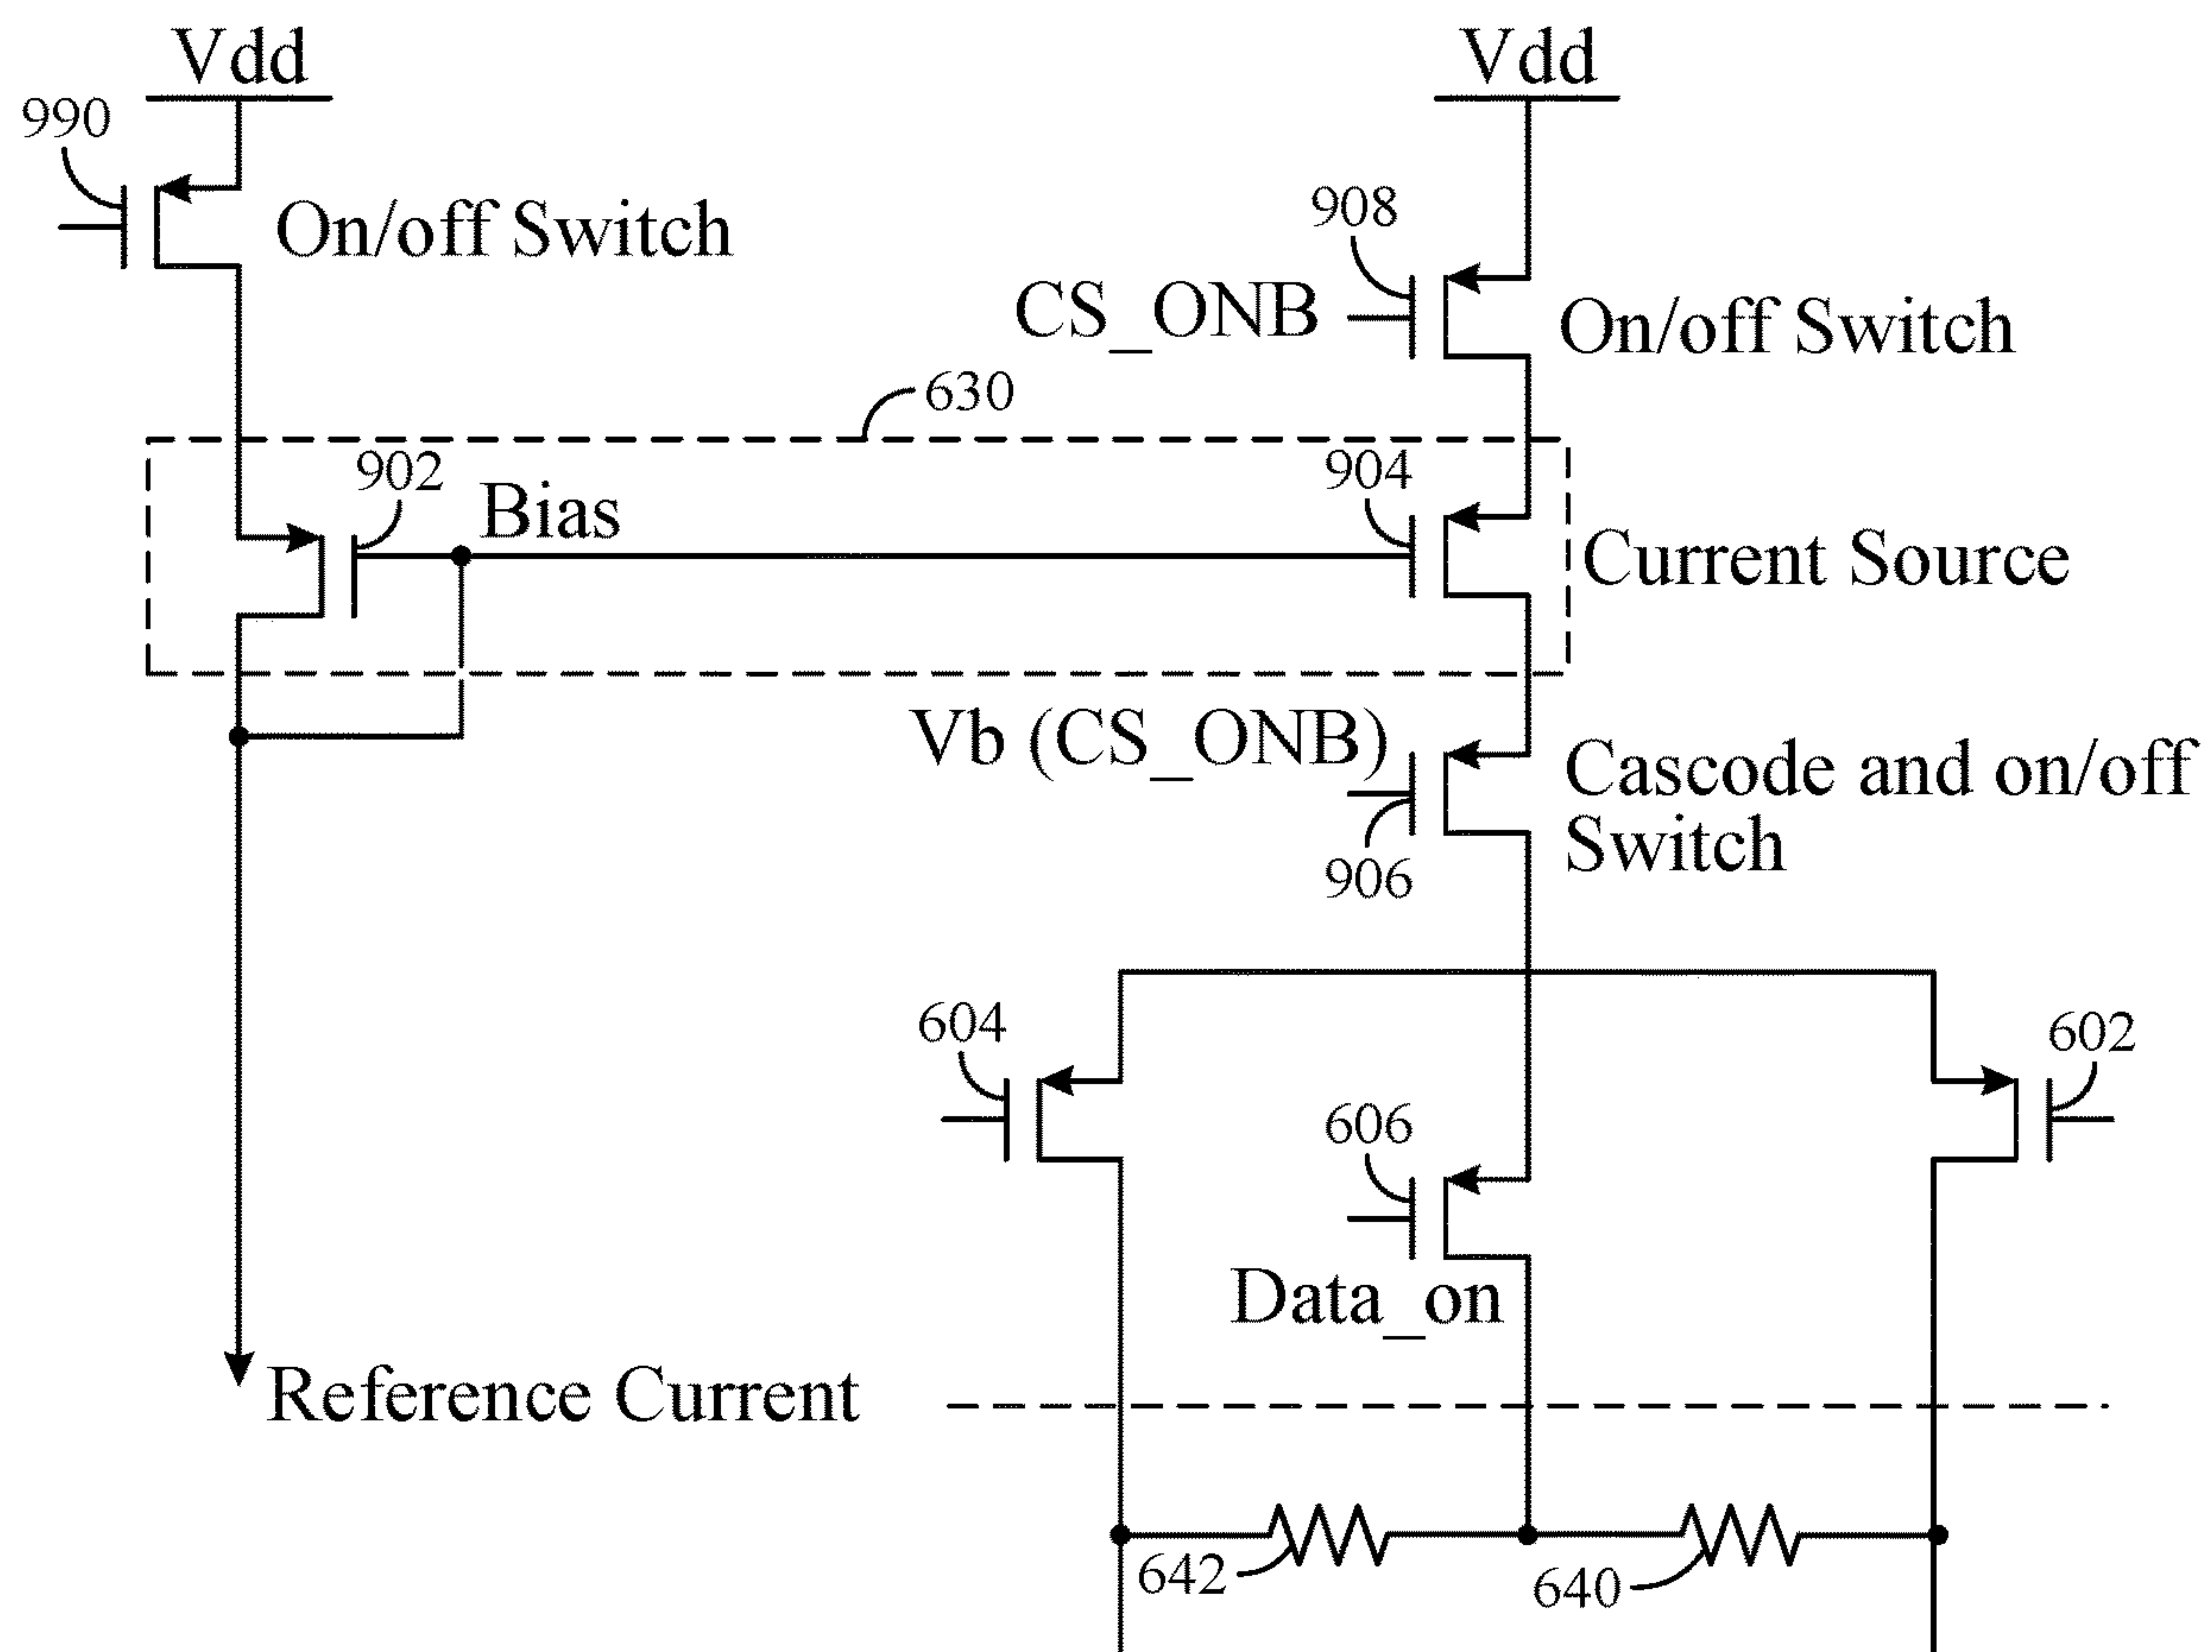 Vdd
Vdd
990
On/off Switch
908
CS_ONB
On/off Switch
630
902
Bias
904
Current Source
Vb (CS_ONB)
Cascode and on/off
Switch
906
604
602
606
Data_on
Reference Current
642
640